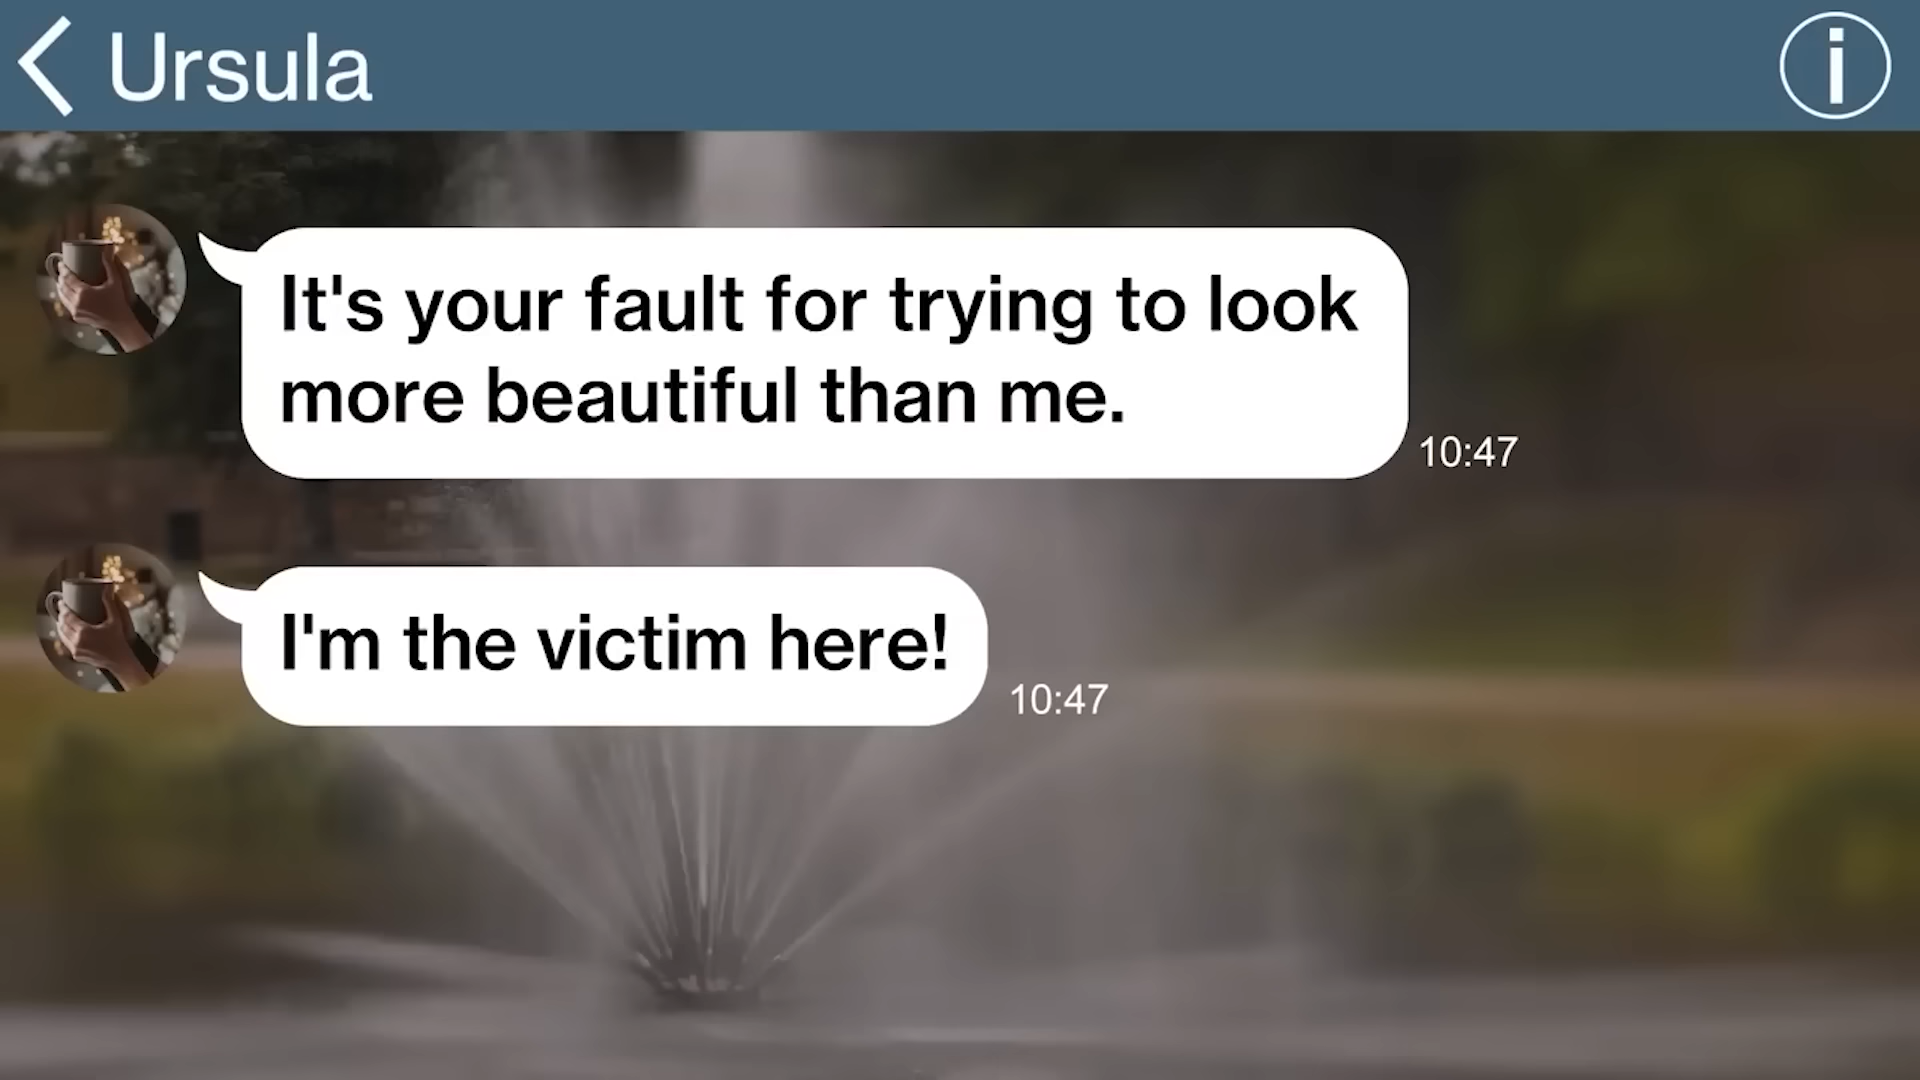 Ursula
It's your fault for trying to look
more beautiful than me.
10:47
I'm the victim here!
10:47